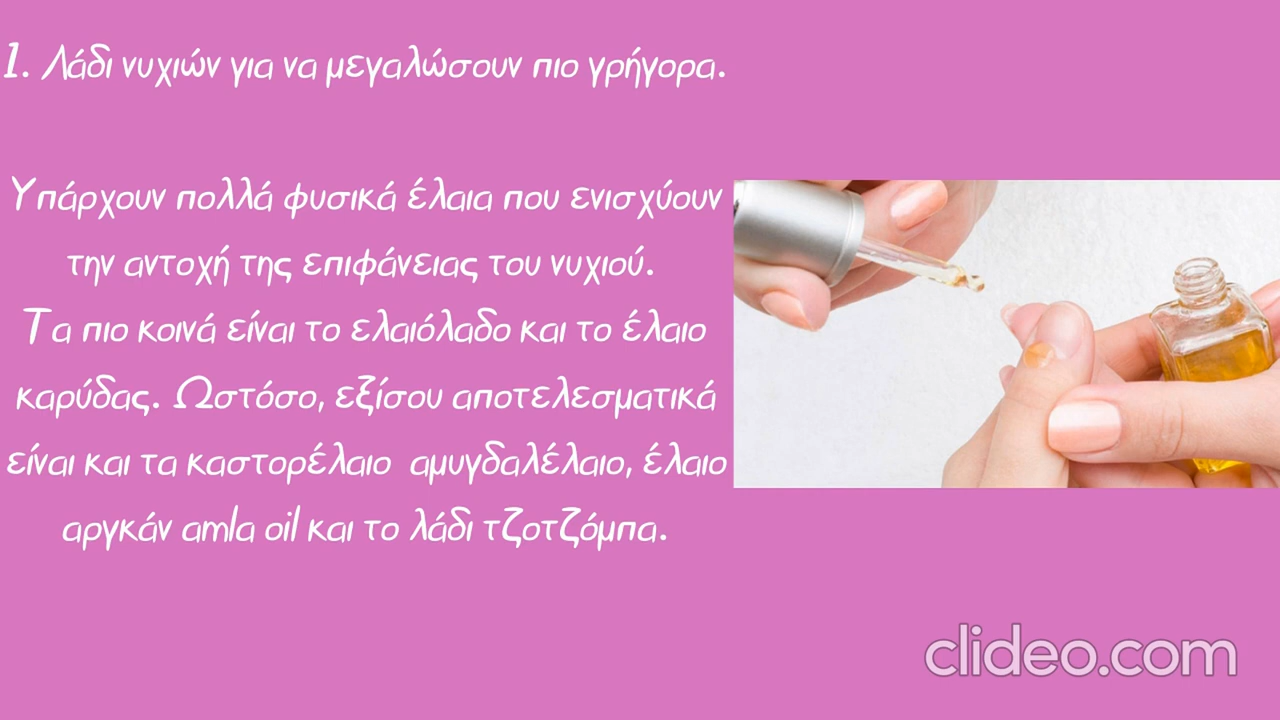 1. Λάδι νυχιών για να μεγαλώσουν πιο γρήγορα.
Υπάρχουν πολλά φυσικά έλαια που ενισχύουν
την αντοχή της επιφάνειας του νυχιού.
Τα πιο κοινά είναι το ελαιόλαδο και το έλαιο
καρύδας. Ωστόσο, εξίσου αποτελεσματικά
είναι και τα καστορέλαιο αμυγδαλέλαιο, έλαιο
αργκάν amla oil και το λάδι τζοτζόμπα.
clideo.com